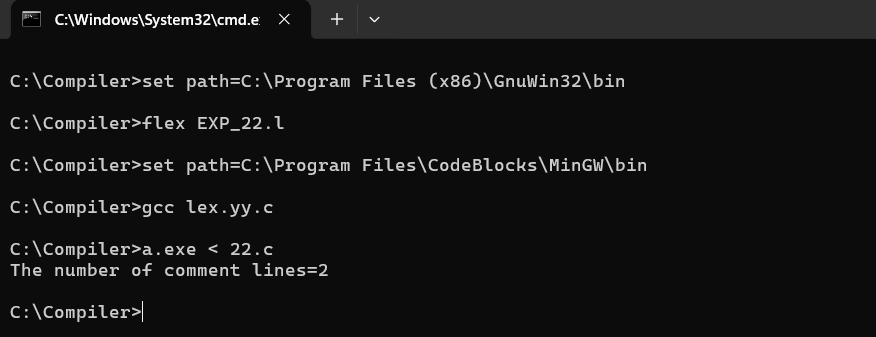 C:\Windows\System32\cmd.e
C:\Compiler>set path=C:\Program Files (x86)\GnuWin32\bin
C:\Compiler>flex EXP_22.l
C:\Compiler>set path=C:\Program Files\CodeBlocks\MinGW\bin
C:\Compiler>gcc lex.yy.c
C:\Compiler>a.exe < 22.c
The number of comment lines=2
C:\Compiler>